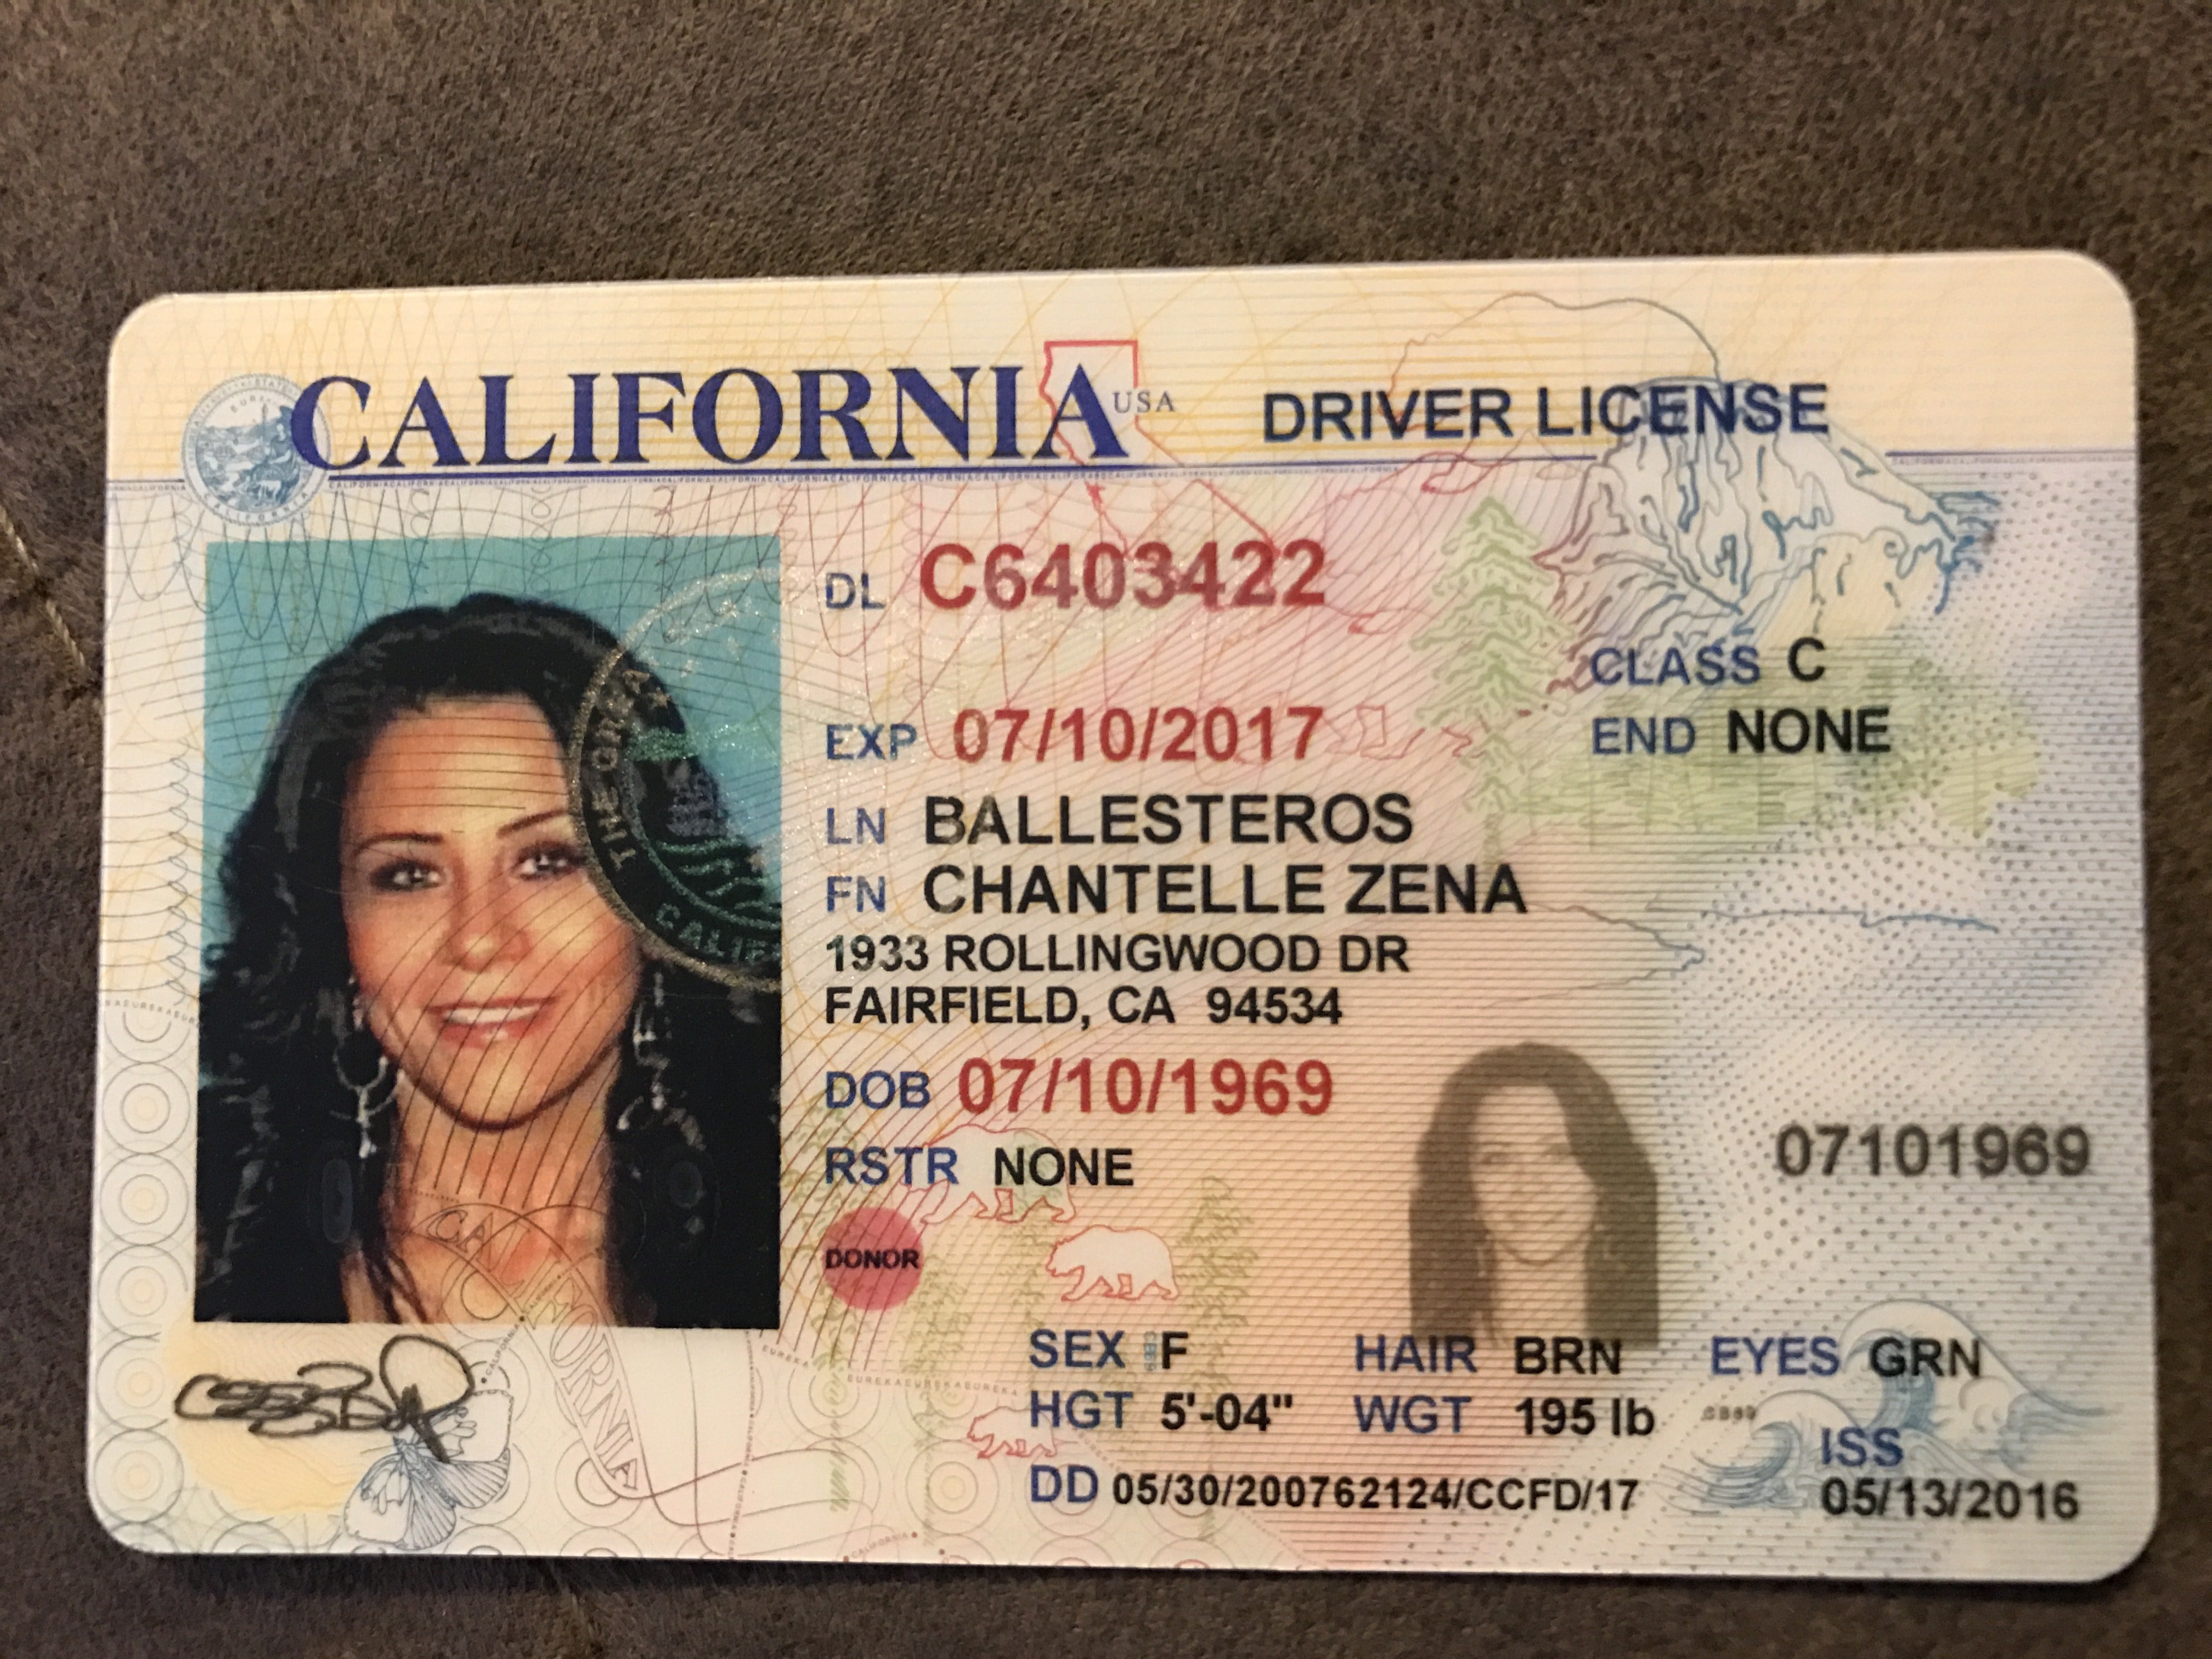 CALIFORNIA USA DRIVER LICENSE
DL C6403422
CLASS C
EXP 07/10/2017
END NONE
LN BALLESTEROS
FN CHANTELLE ZENA
1933 ROLLINGWOOD DR
FAIRFIELD, CA 94534
DOB 07/10/1969
07101969
RSTR NONE
DONOR
SEX F HAIR BRN EYES GRN
HGT 5'-04" WGT 195 lb
ISS
DD 05/30/200762124/CCFD/17 05/13/2016
CALIFORNIA